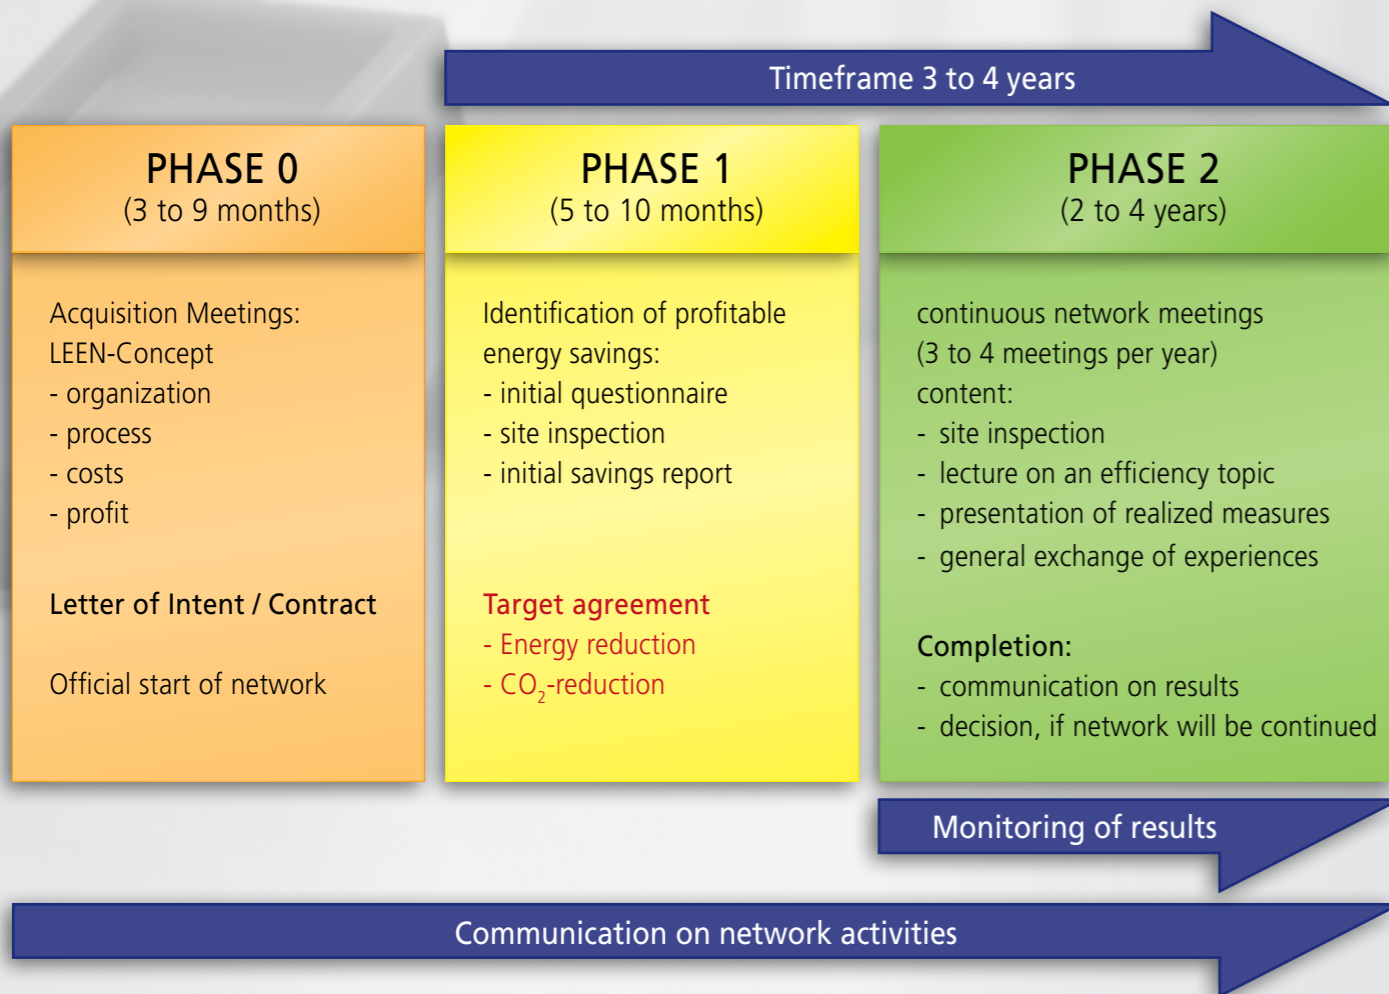 Timeframe 3 to 4 years
PHASE 0
(3 to 9 months)
Acquisition Meetings:
LEEN-Concept
- organization
- process
- costs
- profit
Letter of Intent / Contract
Official start of network
PHASE 1
(5 to 10 months)
Identification of profitable
energy savings:
- initial questionnaire
- site inspection
- initial savings report
Target agreement
- Energy reduction
- CO₂-reduction
PHASE 2
(2 to 4 years)
continuous network meetings
(3 to 4 meetings per year)
content:
- site inspection
- lecture on an efficiency topic
- presentation of realized measures
- general exchange of experiences
Completion:
- communication on results
- decision, if network will be continued
Monitoring of results
Communication on network activities